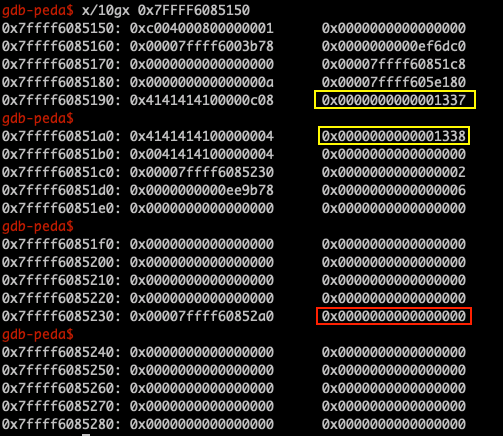 gdb-peda$ x/10gx 0x7FFFF6085150
0x7ffff6085150: 0xc004000800000001 0x0000000000000000
0x7ffff6085160: 0x00007ffff6003b78 0x0000000000ef6dc0
0x7ffff6085170: 0x0000000000000000 0x00007ffff60851c8
0x7ffff6085180: 0x000000000000000a 0x00007ffff605e180
0x7ffff6085190: 0x4141414100000c08 0x0000000000001337
gdb-peda$
0x7ffff60851a0: 0x4141414100000004 0x0000000000001338
0x7ffff60851b0: 0x0041414100000004 0x0000000000000000
0x7ffff60851c0: 0x00007ffff6085230 0x0000000000000002
0x7ffff60851d0: 0x0000000000ee9b78 0x0000000000000006
0x7ffff60851e0: 0x0000000000000000 0x0000000000000000
gdb-peda$
0x7ffff60851f0: 0x0000000000000000 0x0000000000000000
0x7ffff6085200: 0x0000000000000000 0x0000000000000000
0x7ffff6085210: 0x0000000000000000 0x0000000000000000
0x7ffff6085220: 0x0000000000000000 0x0000000000000000
0x7ffff6085230: 0x00007ffff60852a0 0x0000000000000000
gdb-peda$
0x7ffff6085240: 0x0000000000000000 0x0000000000000000
0x7ffff6085250: 0x0000000000000000 0x0000000000000000
0x7ffff6085260: 0x0000000000000000 0x0000000000000000
0x7ffff6085270: 0x0000000000000000 0x0000000000000000
0x7ffff6085280: 0x0000000000000000 0x0000000000000000